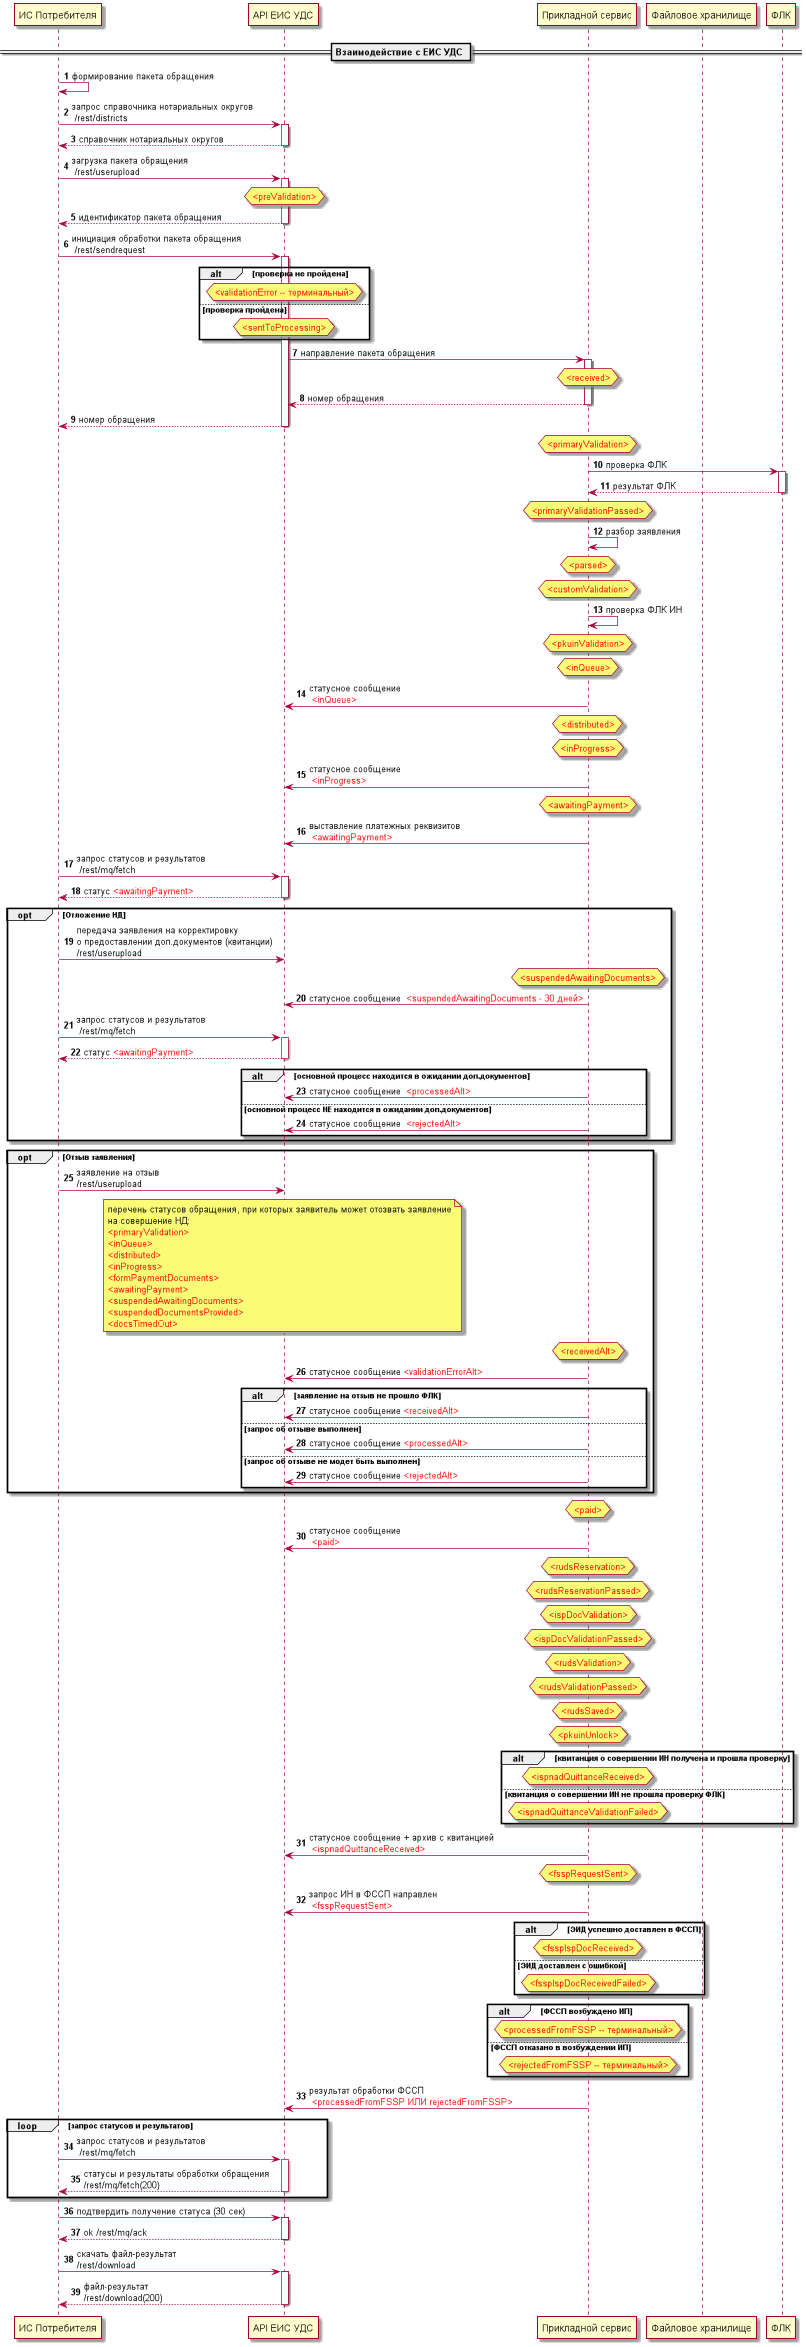 ИС Потребителя
API ЕИС УДС
Прикладной сервис
Файловое хранилище
ФЛК
Взаимодействие с ЕИС УДС
1 формирование пакета обращения
2 запрос справочника нотариальных округов
/rest/districts
3 справочник нотариальных округов
4 загрузка пакета обращения
/rest/userupload
<preValidation>
5 идентификатор пакета обращения
6 инициация обработки пакета обращения
/rest/sendrequest
alt [проверка не пройдена]
<validationError -- терминальный>
[проверка пройдена]
<sentToProcessing>
7 направление пакета обращения
<received>
8 номер обращения
9 номер обращения
<primaryValidation>
10 проверка ФЛК
11 результат ФЛК
<primaryValidationPassed>
12 разбор заявления
<parsed>
<customValidation>
13 проверка ФЛК ИН
<pkuinValidation>
<inQueue>
14 статусное сообщение
<inQueue>
<distributed>
<inProgress>
15 статусное сообщение
<inProgress>
<awaitingPayment>
16 выставление платежных реквизитов
<awaitingPayment>
17 запрос статусов и результатов
/rest/mq/fetch
18 статус <awaitingPayment>
opt [Отложение НД]
передача заявления на корректировку
19 о предоставлении доп.документов (квитанции)
/rest/userupload
<suspendedAwaitingDocuments>
20 статусное сообщение <suspendedAwaitingDocuments - 30 дней>
21 запрос статусов и результатов
/rest/mq/fetch
22 статус <awaitingPayment>
alt [основной процесс находится в ожидании доп.документов]
23 статусное сообщение <processedAlt>
[основной процесс НЕ находится в ожидании доп.документов]
24 статусное сообщение <rejectedAlt>
opt [Отзыв заявления]
25 заявление на отзыв
/rest/userupload
перечень статусов обращения, при которых заявитель может отозвать заявление
на совершение НД:
<primaryValidation>
<inQueue>
<distributed>
<inProgress>
<formPaymentDocuments>
<awaitingPayment>
<suspendedAwaitingDocuments>
<suspendedDocumentsProvided>
<docsTimedOut>
<receivedAlt>
26 статусное сообщение <validationErrorAlt>
alt [заявление на отзыв не прошло ФЛК]
27 статусное сообщение <receivedAlt>
[запрос об отзыве выполнен]
28 статусное сообщение <processedAlt>
[запрос об отзыве не модет быть выполнен]
29 статусное сообщение <rejectedAlt>
<paid>
30 статусное сообщение
<paid>
<rudsReservation>
<rudsReservationPassed>
<ispDocValidation>
<ispDocValidationPassed>
<rudsValidation>
<rudsValidationPassed>
<rudsSaved>
<pkuinUnlock>
alt [квитанция о совершении ИН получена и прошла проверку]
<ispnadQuittanceReceived>
[квитанция о совершении ИН не прошла проверку ФЛК]
<ispnadQuittanceValidationFailed>
31 статусное сообщение + архив с квитанцией
<ispnadQuittanceReceived>
<fsspRequestSent>
32 запрос ИН в ФССП направлен
<fsspRequestSent>
alt [ЭИД успешно доставлен в ФССП]
<fsspIspDocReceived>
[ЭИД доставлен с ошибкой]
<fsspIspDocReceivedFailed>
alt [ФССП возбуждено ИП]
<processedFromFSSP -- терминальный>
[ФССП отказано в возбуждении ИП]
<rejectedFromFSSP -- терминальный>
33 результат обработки ФССП
<processedFromFSSP ИЛИ rejectedFromFSSP>
loop [запрос статусов и результатов]
34 запрос статусов и результатов
/rest/mq/fetch
35 статусы и результаты обработки обращения
/rest/mq/fetch(200)
36 подтвердить получение статуса (30 сек)
37 ok /rest/mq/ack
38 скачать файл-результат
/rest/download
39 файл-результат
/rest/download(200)
ИС Потребителя
API ЕИС УДС
Прикладной сервис
Файловое хранилище
ФЛК